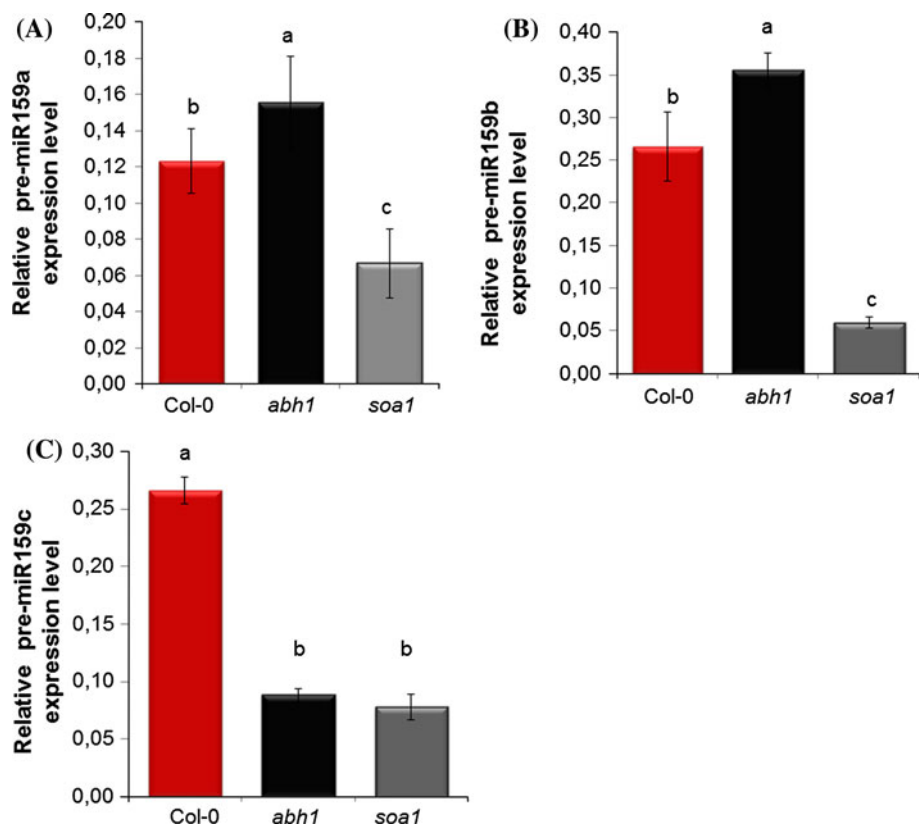 (A)
Relative pre-miR159a
expression level
0,20
0,18
0,16
0,14
0,12
0,10
0,08
0,06
0,04
0,02
0,00
b
a
c
Col-0
abh1
soa1
(B)
Relative pre-miR159b
expression level
0,40
0,35
0,30
0,25
0,20
0,15
0,10
0,05
0,00
b
a
c
Col-0
abh1
soa1
(C)
Relative pre-miR159c
expression level
0,30
0,25
0,20
0,15
0,10
0,05
0,00
a
b
b
Col-0
abh1
soa1